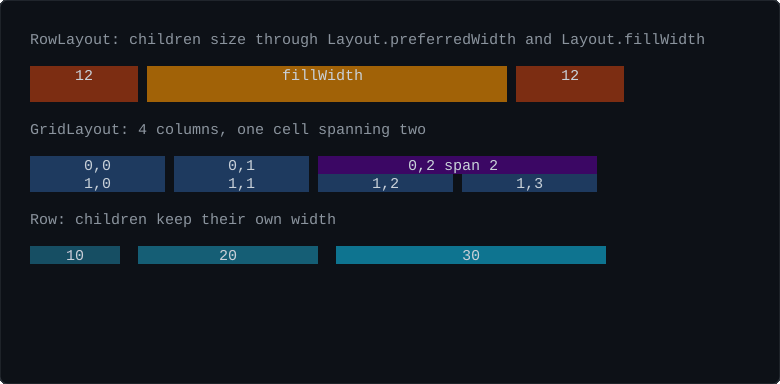 RowLayout: children size through Layout.preferredWidth and Layout.fillWidth
12 fillWidth 12
GridLayout: 4 columns, one cell spanning two
0,0 0,1 0,2 span 2
1,0 1,1 1,2 1,3
Row: children keep their own width
10 20 30